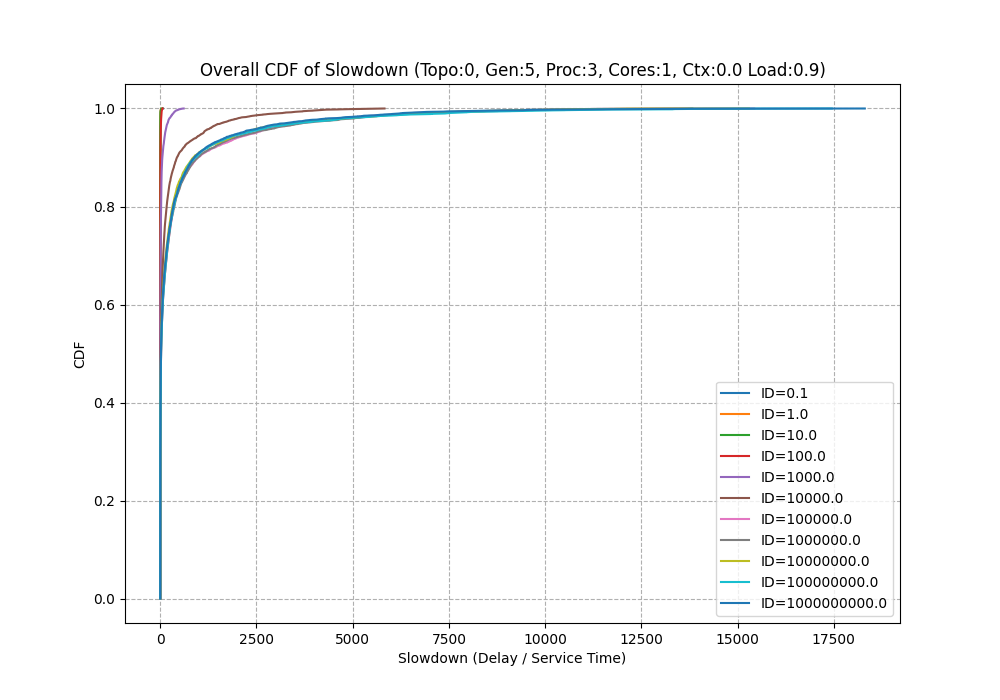 Overall CDF of Slowdown (Topo:0, Gen:5, Proc:3, Cores:1, Ctx:0.0 Load:0.9)
CDF
1.0
0.8
0.6
0.4
0.2
0.0
ID=0.1
ID=1.0
ID=10.0
ID=100.0
ID=1000.0
ID=10000.0
ID=100000.0
ID=1000000.0
ID=10000000.0
ID=100000000.0
ID=1000000000.0
0 2500 5000 7500 10000 12500 15000 17500
Slowdown (Delay / Service Time)